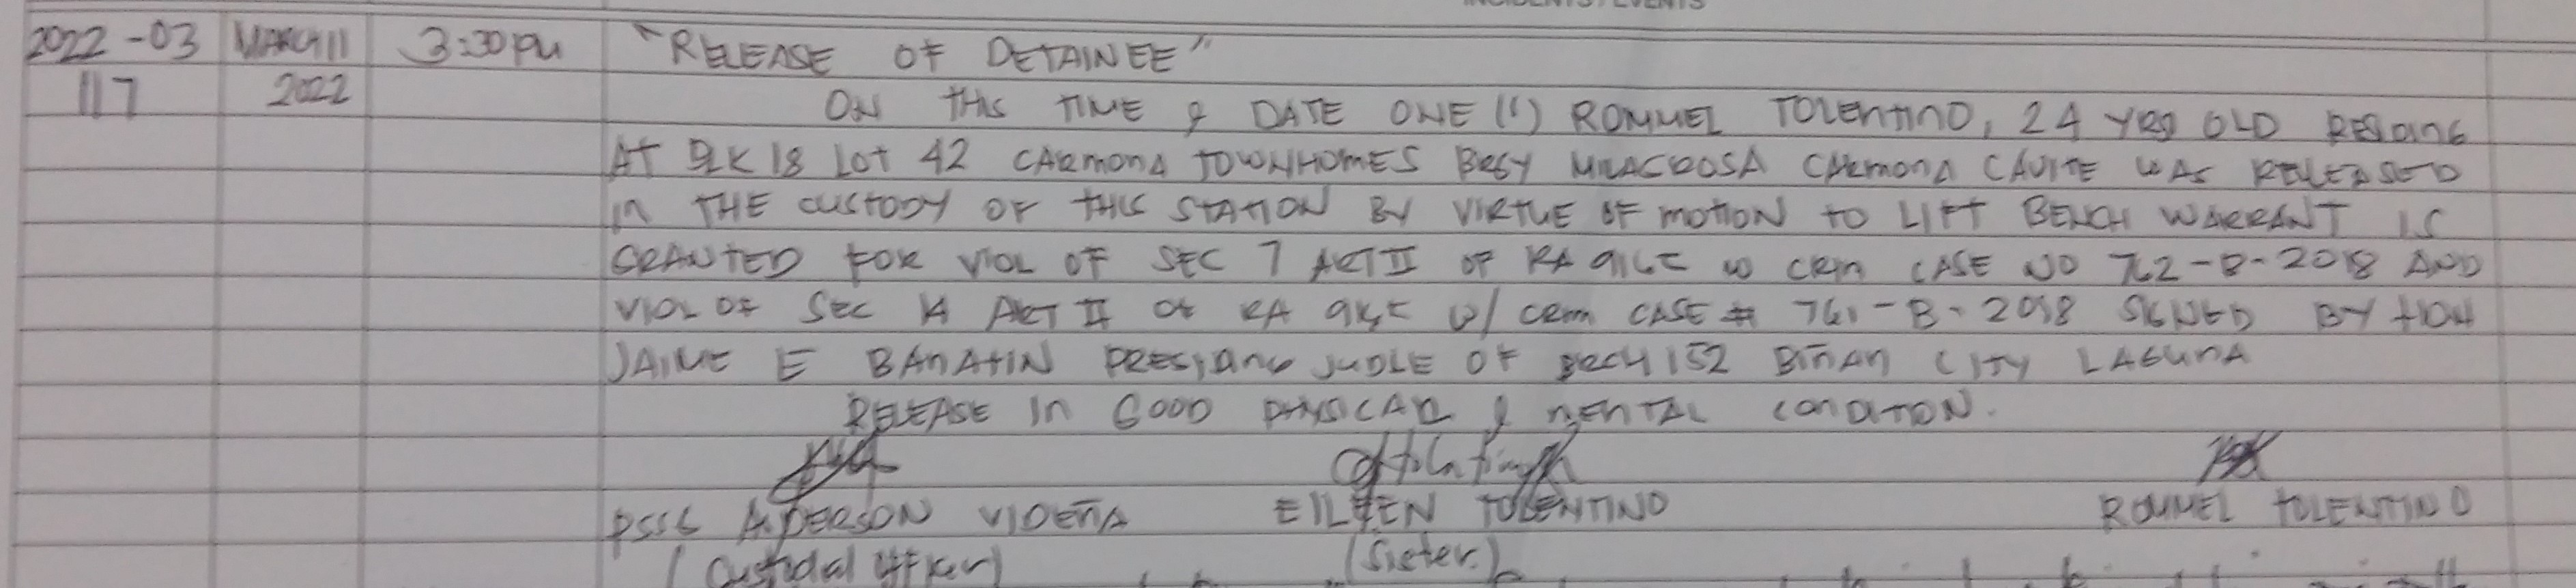 INCIDENTS / EVENTS
2022-03 MARCH 11 3:30 PM "RELEASE OF DETAINEE"
117 2022 ON THIS TIME & DATE ONE (1) ROMMEL TOLENTINO, 24 YRS OLD RESIDING
AT BLK 18 LOT 42 CARMONA TOWNHOMES BRGY MILAGROSA CARMONA CAVITE WAS RELEASED
IN THE CUSTODY OF THIS STATION BY VIRTUE OF MOTION TO LIFT BENCH WARRANT IS
GRANTED FOR VIOL OF SEC 7 ART II OF RA 9165 W CRIM CASE NO 762-B-2018 AND
VIOL OF SEC 14 ART II OF RA 9165 W/ CRIM CASE # 761-B-2018 SIGNED BY HON
JAIME E BANATIN PRESIDING JUDGE OF BRCH 152 BIÑAN CITY LAGUNA
RELEASE IN GOOD PHYSICAL & MENTAL CONDITION.
PSSG ANDERSON VIDEÑA EILEEN TOLENTINO ROMMEL TOLENTINO
(Custodial Officer) (Sister)